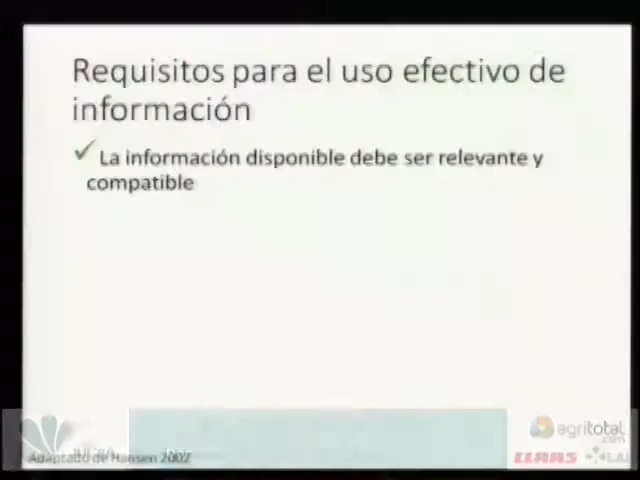 Requisitos para el uso efectivo de
información
✓ La información disponible debe ser relevante y
compatible
agritotal
.com
CLAAS
Adaptado de Hansen 2002